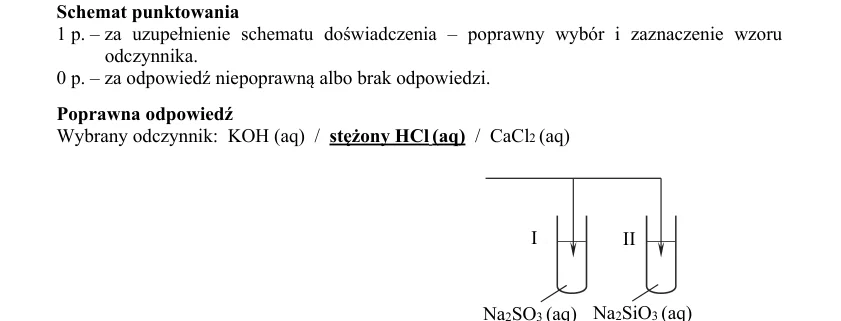 Schemat punktowania
1 p. – za uzupełnienie schematu doświadczenia – poprawny wybór i zaznaczenie wzoru
odczynnika.
0 p. – za odpowiedź niepoprawną albo brak odpowiedzi.
Poprawna odpowiedź
Wybrany odczynnik: KOH (aq) / stężony HCl (aq) / CaCl2 (aq)
I II
Na2SO3 (aq) Na2SiO3 (aq)